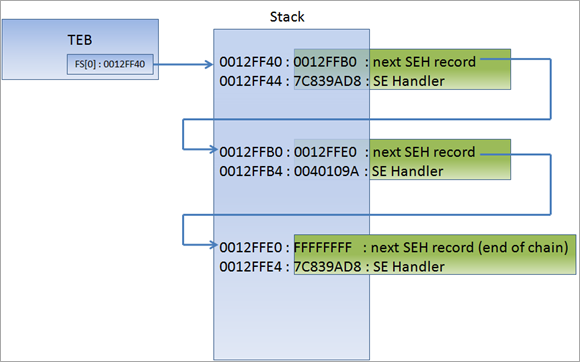 Stack
TEB
FS[0] : 0012FF40
0012FF40 : 0012FFB0 : next SEH record
0012FF44 : 7C839AD8 : SE Handler
0012FFB0 : 0012FFE0 : next SEH record
0012FFB4 : 0040109A : SE Handler
0012FFE0 : FFFFFFFF : next SEH record (end of chain)
0012FFE4 : 7C839AD8 : SE Handler